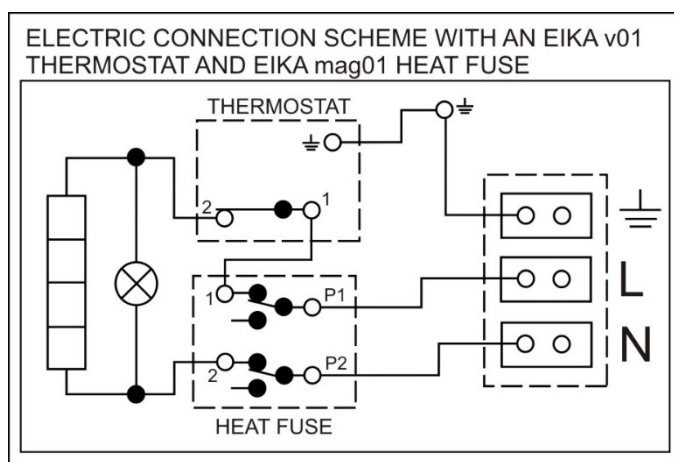 ELECTRIC CONNECTION SCHEME WITH AN EIKA v01
THERMOSTAT AND EIKA mag01 HEAT FUSE
THERMOSTAT
2
1
1
P1
L
2
P2
N
HEAT FUSE